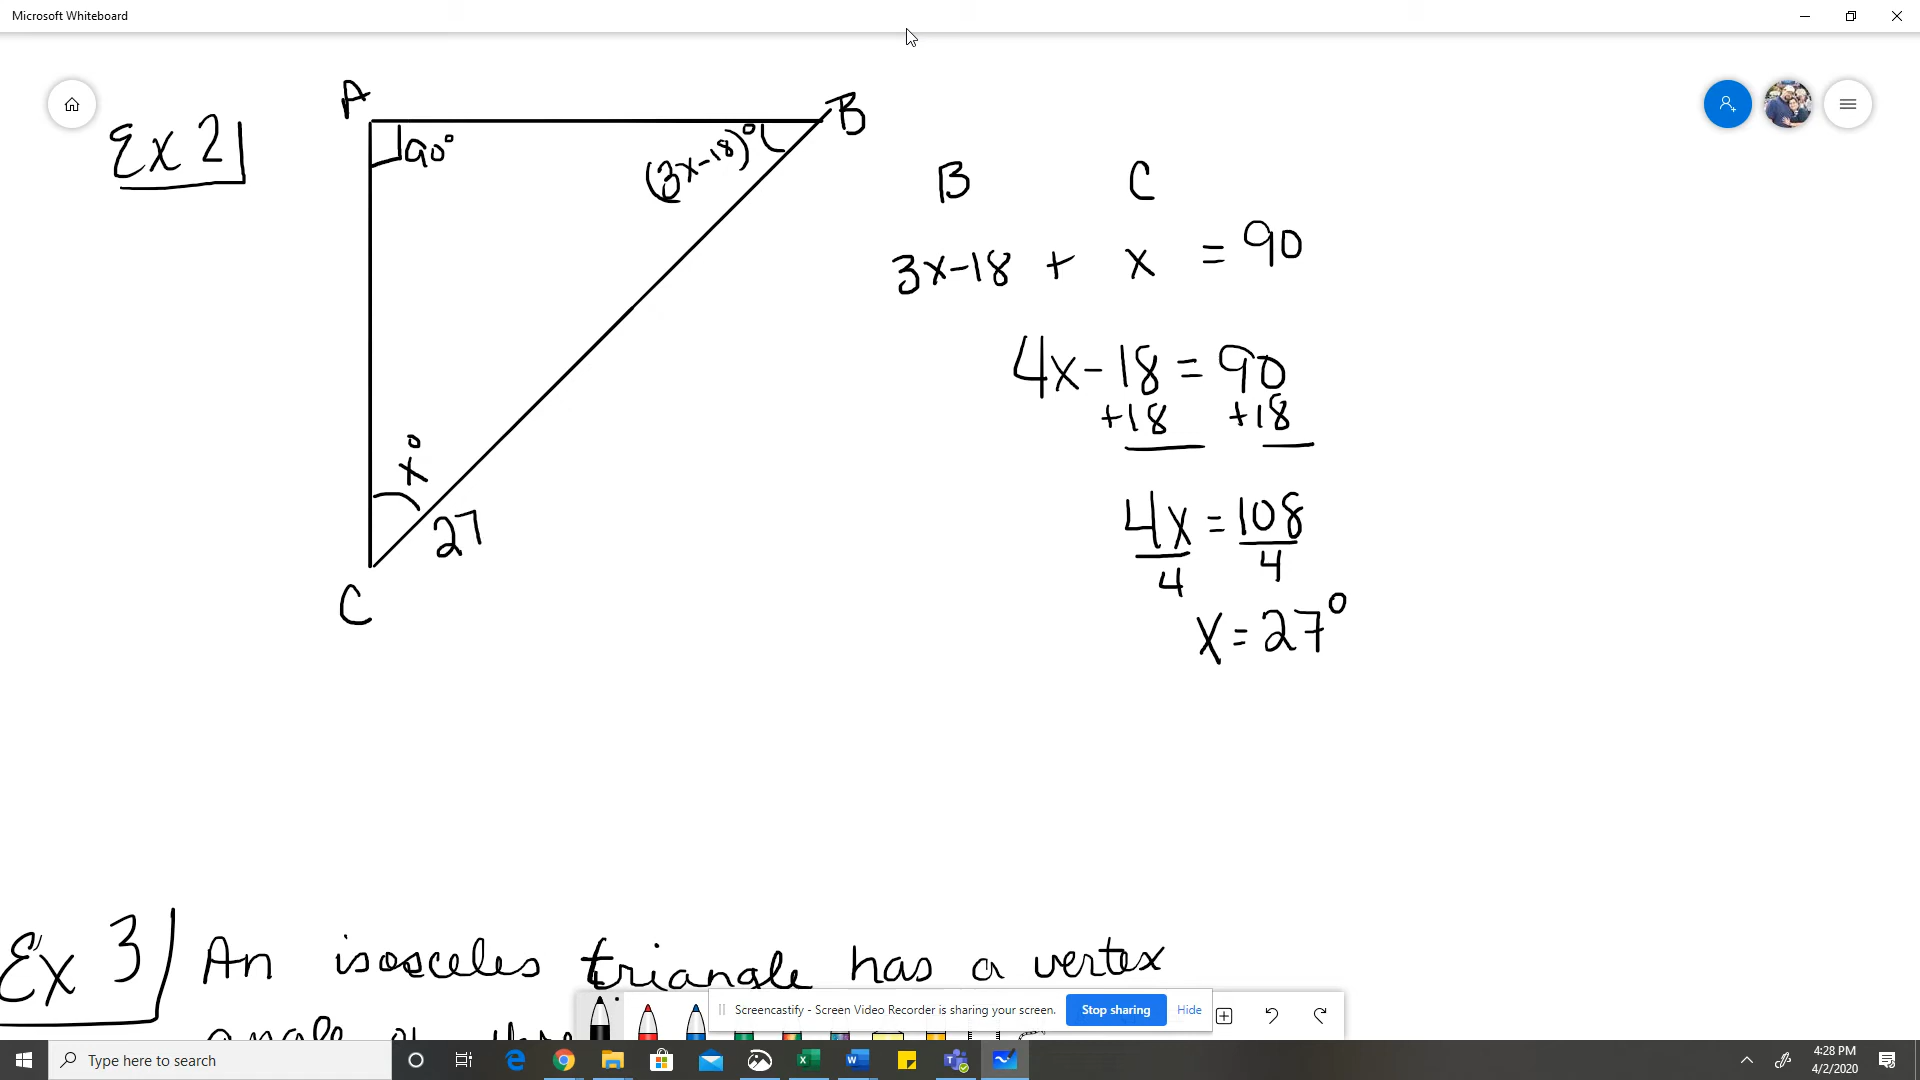 Microsoft Whiteboard
Ex 2
A
B
90°
(3x-18)°
x°
27
C
B C
3x-18 + x = 90
4x-18 = 90
+18 +18
4x = 108
4 4
x = 27°
Ex 3 An isosceles triangle has a vertex
angle of
Screencastify - Screen Video Recorder is sharing your screen. Stop sharing Hide
Type here to search
4:28 PM
4/2/2020